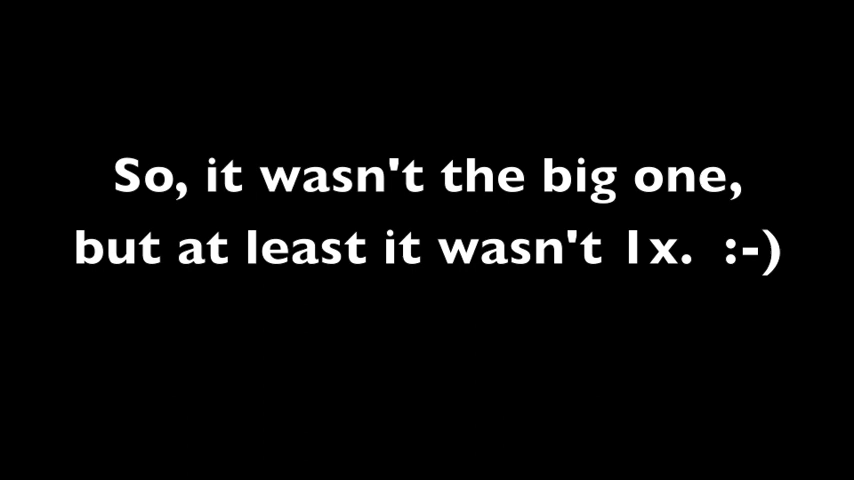 So, it wasn't the big one,
but at least it wasn't 1x.  :-)